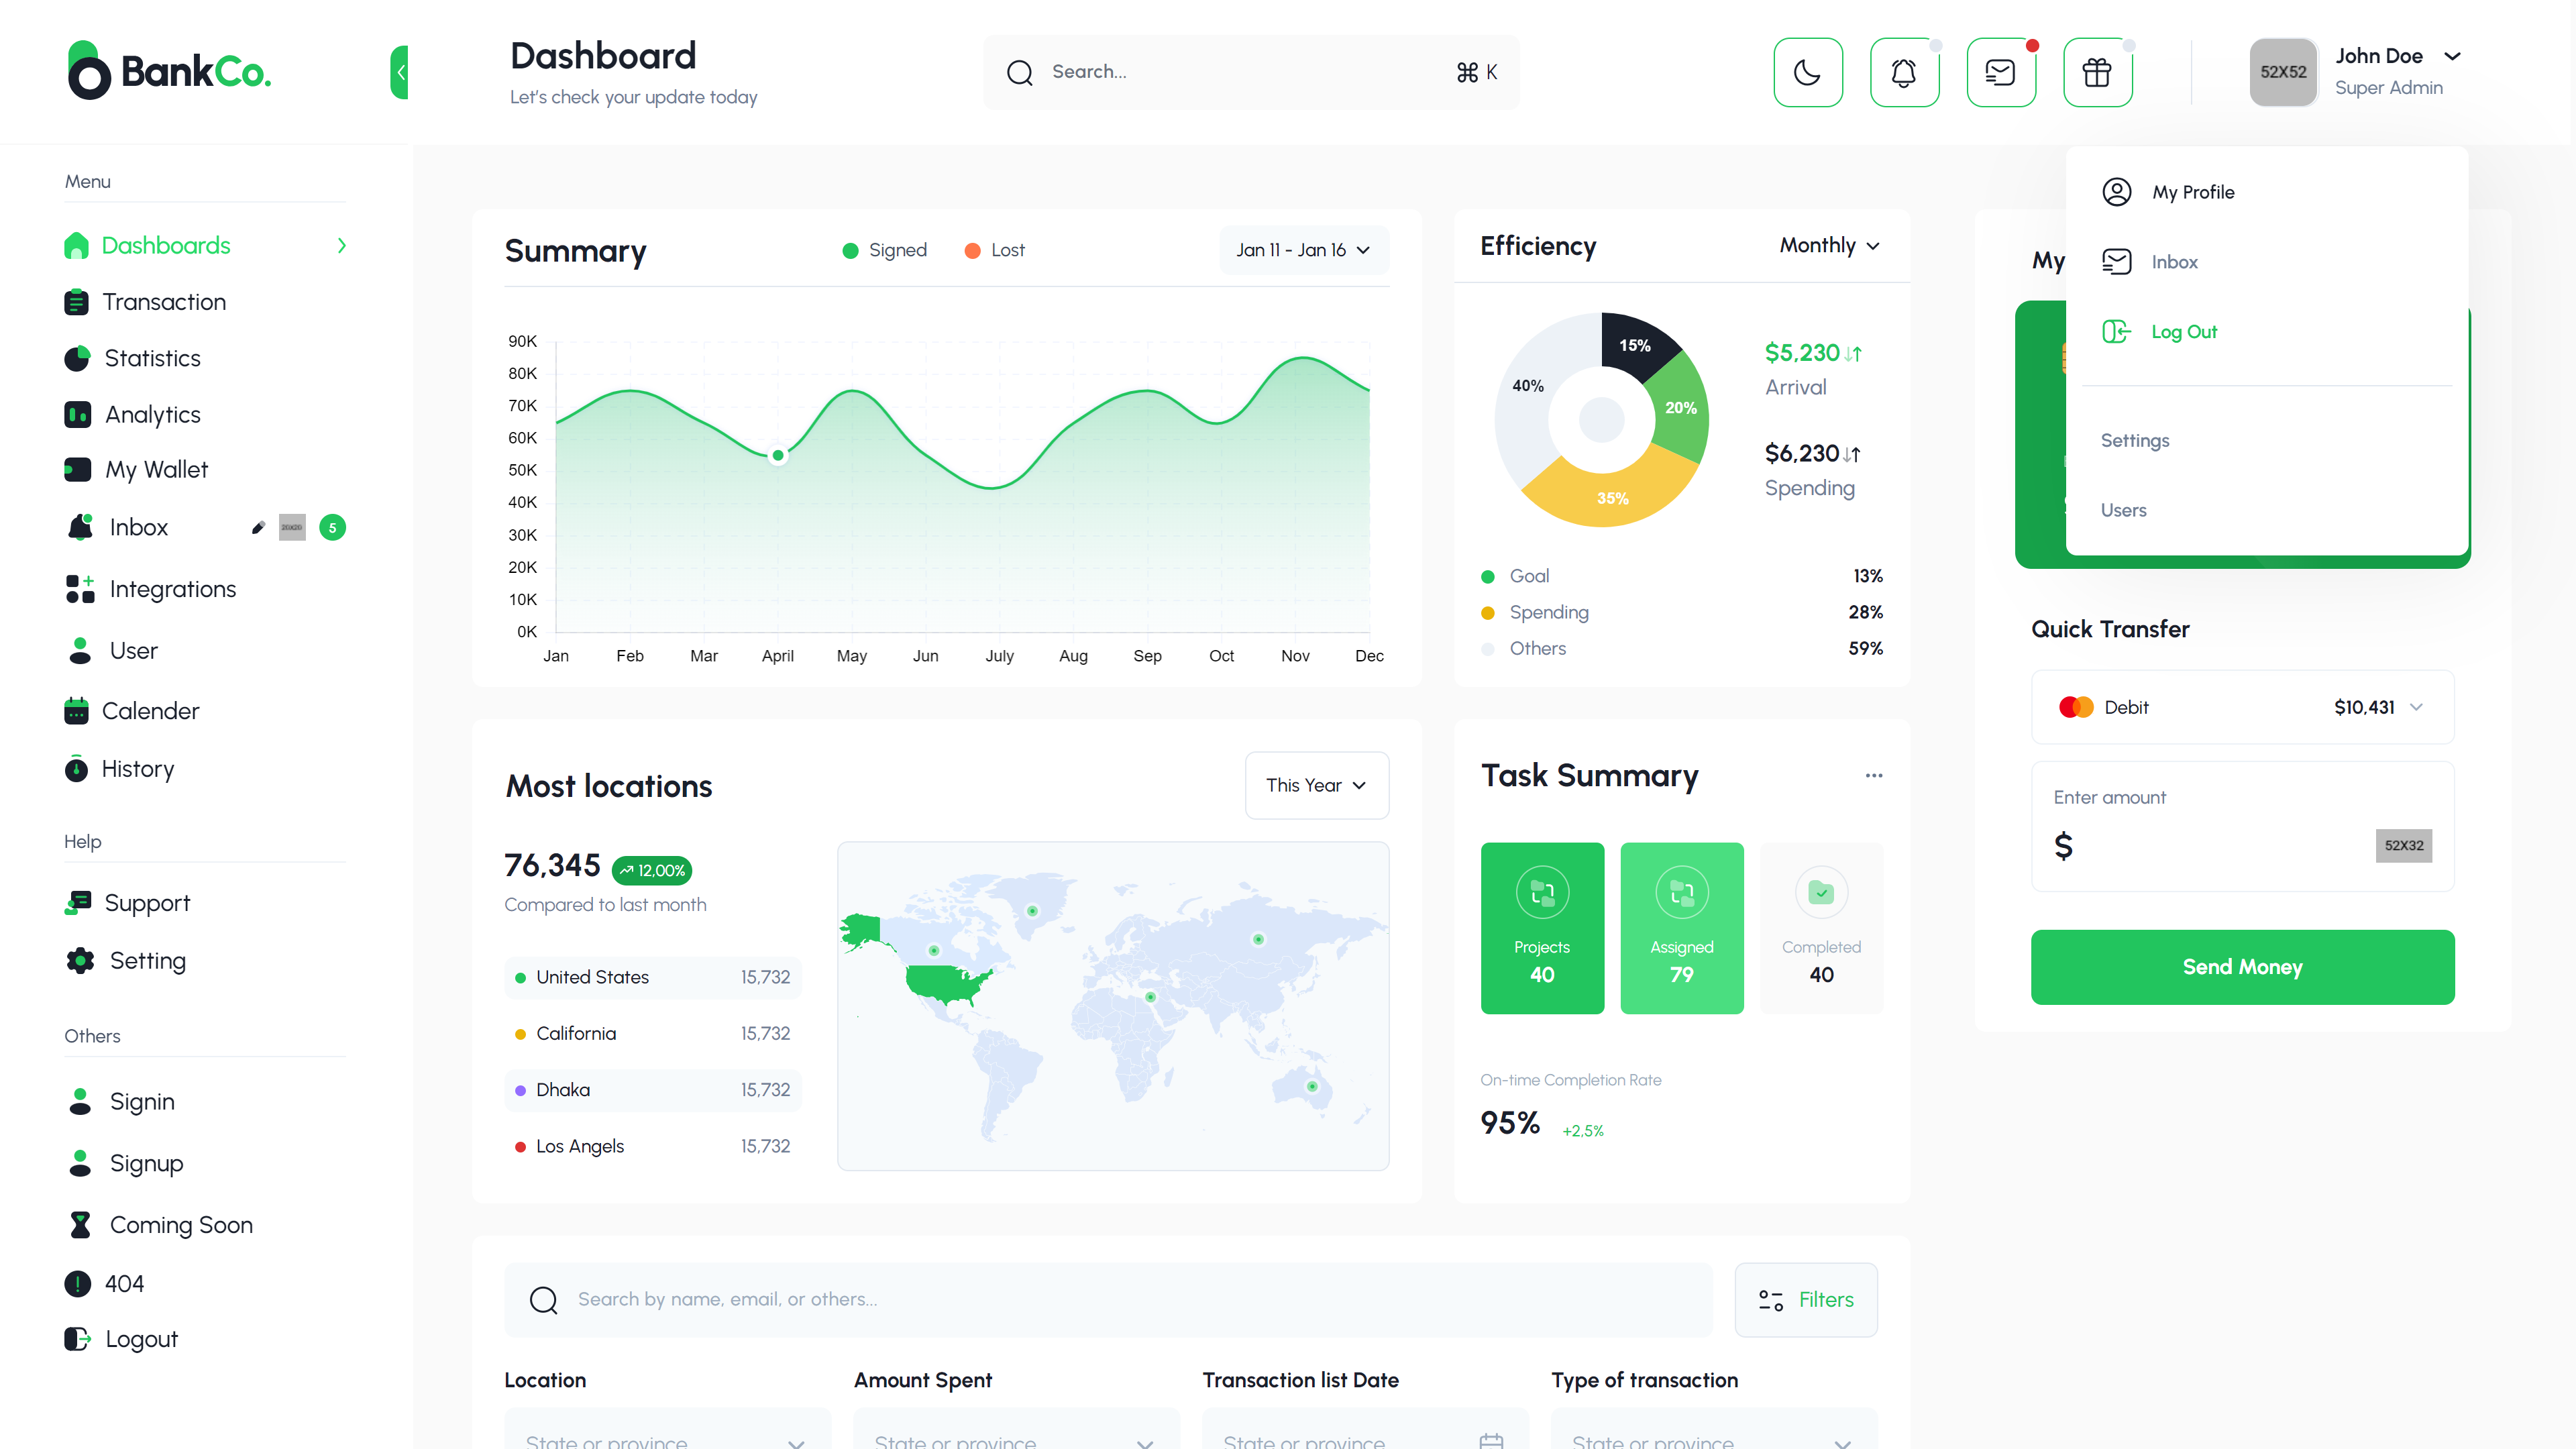 BankCo.
Dashboard
Let's check your update today
Search...
⌘ K
52X52
John Doe
Super Admin
Menu
Dashboards
Transaction
Statistics
Analytics
My Wallet
Inbox
20X20
5
Integrations
User
Calender
History
Help
Support
Setting
Others
Signin
Signup
Coming Soon
404
Logout
Summary
Signed
Lost
Jan 11 - Jan 16
90K
80K
70K
60K
50K
40K
30K
20K
10K
0K
Jan Feb Mar April May Jun July Aug Sep Oct Nov Dec
Efficiency
Monthly
15%
20%
35%
40%
$5,230
Arrival
$6,230
Spending
Goal 13%
Spending 28%
Others 59%
My
My Profile
Inbox
Log Out
Settings
Users
Quick Transfer
Debit $10,431
Enter amount
$
52X32
Send Money
Most locations
This Year
76,345
12,00%
Compared to last month
United States 15,732
California 15,732
Dhaka 15,732
Los Angels 15,732
Task Summary
...
Projects
40
Assigned
79
Completed
40
On-time Completion Rate
95% +2,5%
Search by name, email, or others...
Filters
Location
Amount Spent
Transaction list Date
Type of transaction
State or province
State or province
State or province
State or province